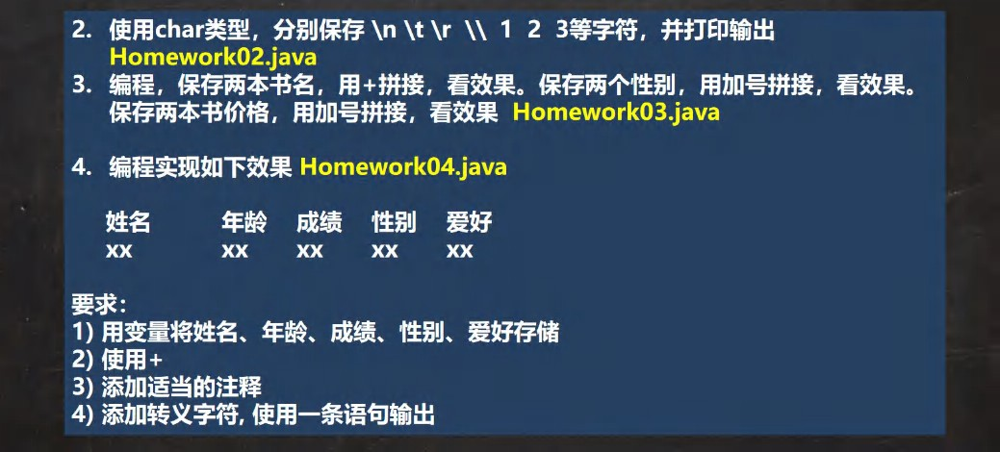 2. 使用char类型，分别保存 \n \t \r \\ 1 2 3等字符，并打印输出
Homework02.java
3. 编程，保存两本书名，用+拼接，看效果。保存两个性别，用加号拼接，看效果。
保存两本书价格，用加号拼接，看效果 Homework03.java
4. 编程实现如下效果 Homework04.java
姓名 年龄 成绩 性别 爱好
xx xx xx xx xx
要求：
1) 用变量将姓名、年龄、成绩、性别、爱好存储
2) 使用+
3) 添加适当的注释
4) 添加转义字符, 使用一条语句输出